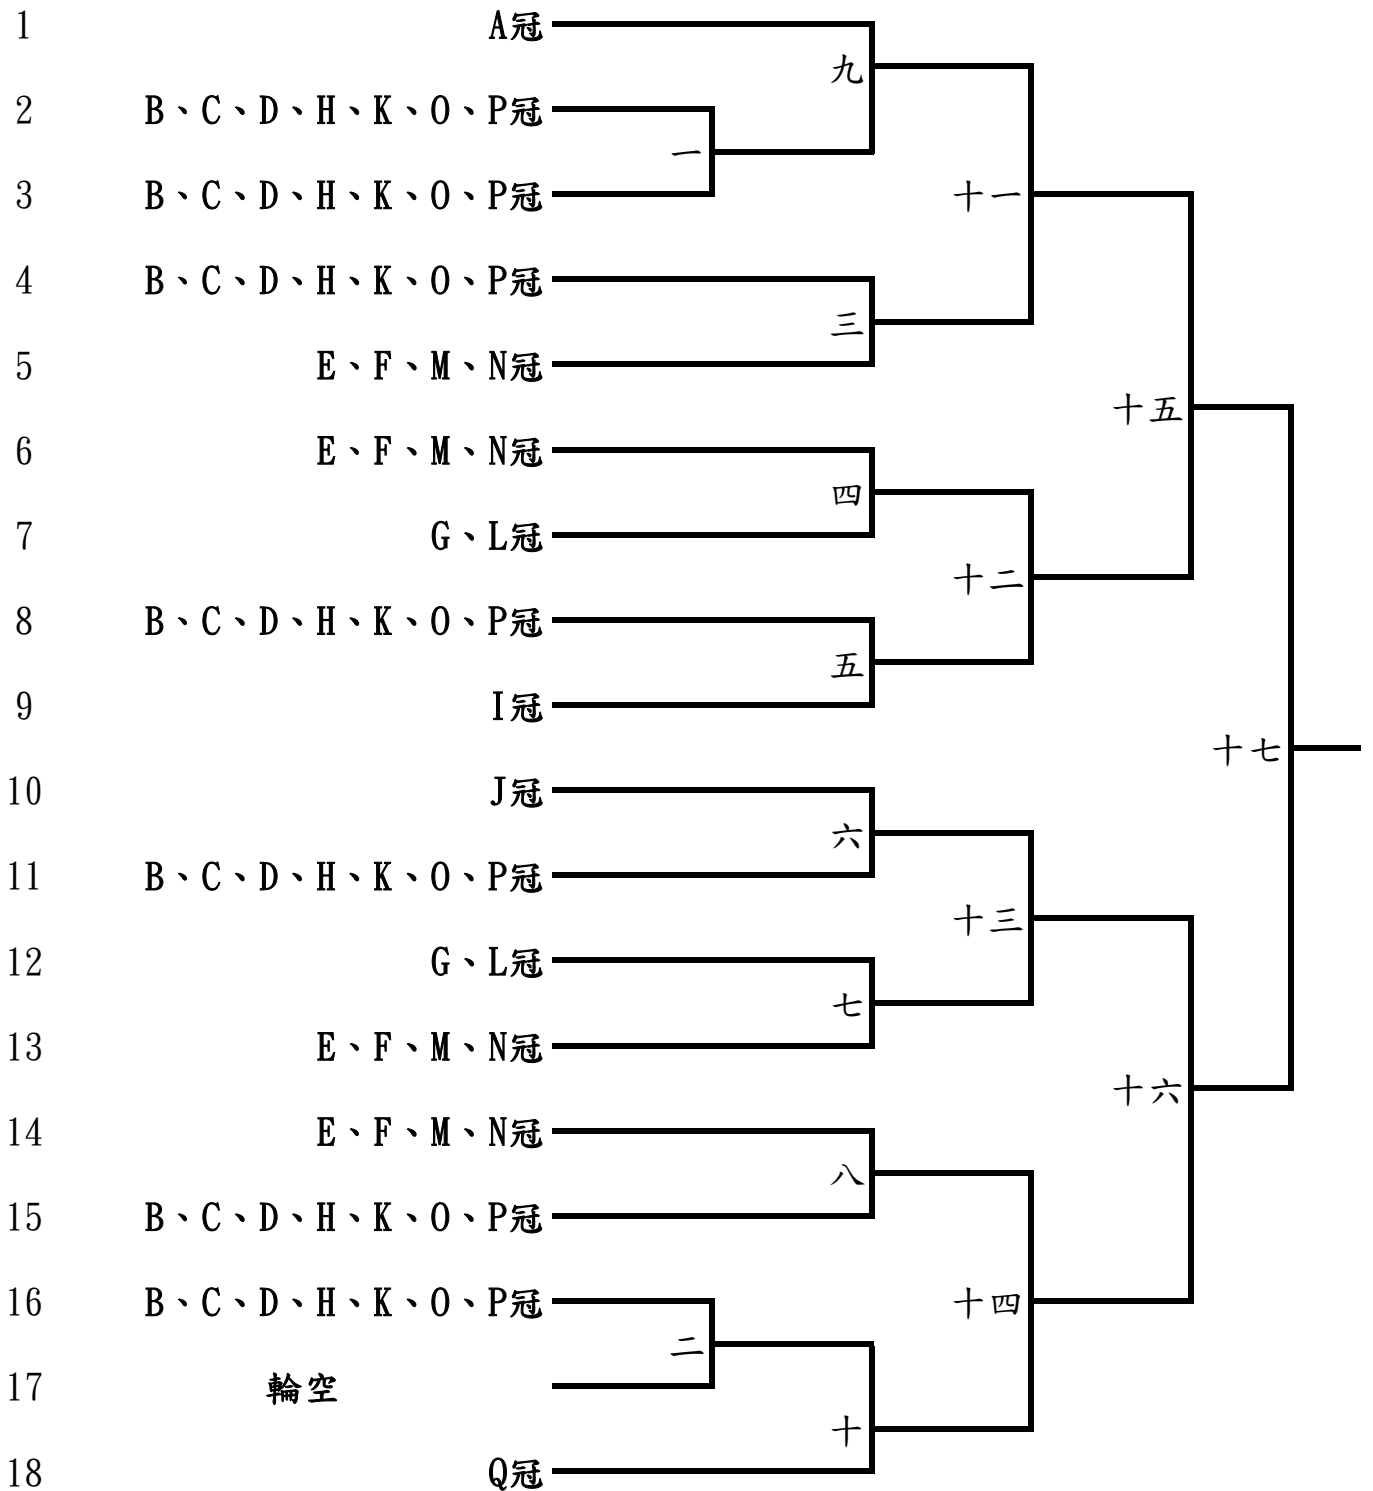 1 A冠
九
2 B、C、D、H、K、O、P冠
一
3 B、C、D、H、K、O、P冠
十一
4 B、C、D、H、K、O、P冠
三
5 E、F、M、N冠
十五
6 E、F、M、N冠
四
7 G、L冠
十二
8 B、C、D、H、K、O、P冠
五
9 I冠
十七
10 J冠
六
11 B、C、D、H、K、O、P冠
十三
12 G、L冠
七
13 E、F、M、N冠
十六
14 E、F、M、N冠
八
15 B、C、D、H、K、O、P冠
16 B、C、D、H、K、O、P冠
十四
二
17 輪空
十
18 Q冠